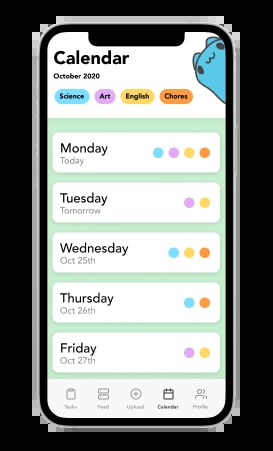 Calendar
October 2020
Science Art English Chores
Monday
Today
Tuesday
Tomorrow
Wednesday
Oct 25th
Thursday
Oct 26th
Friday
Oct 27th
Tasks Feed Upload Calendar Profile